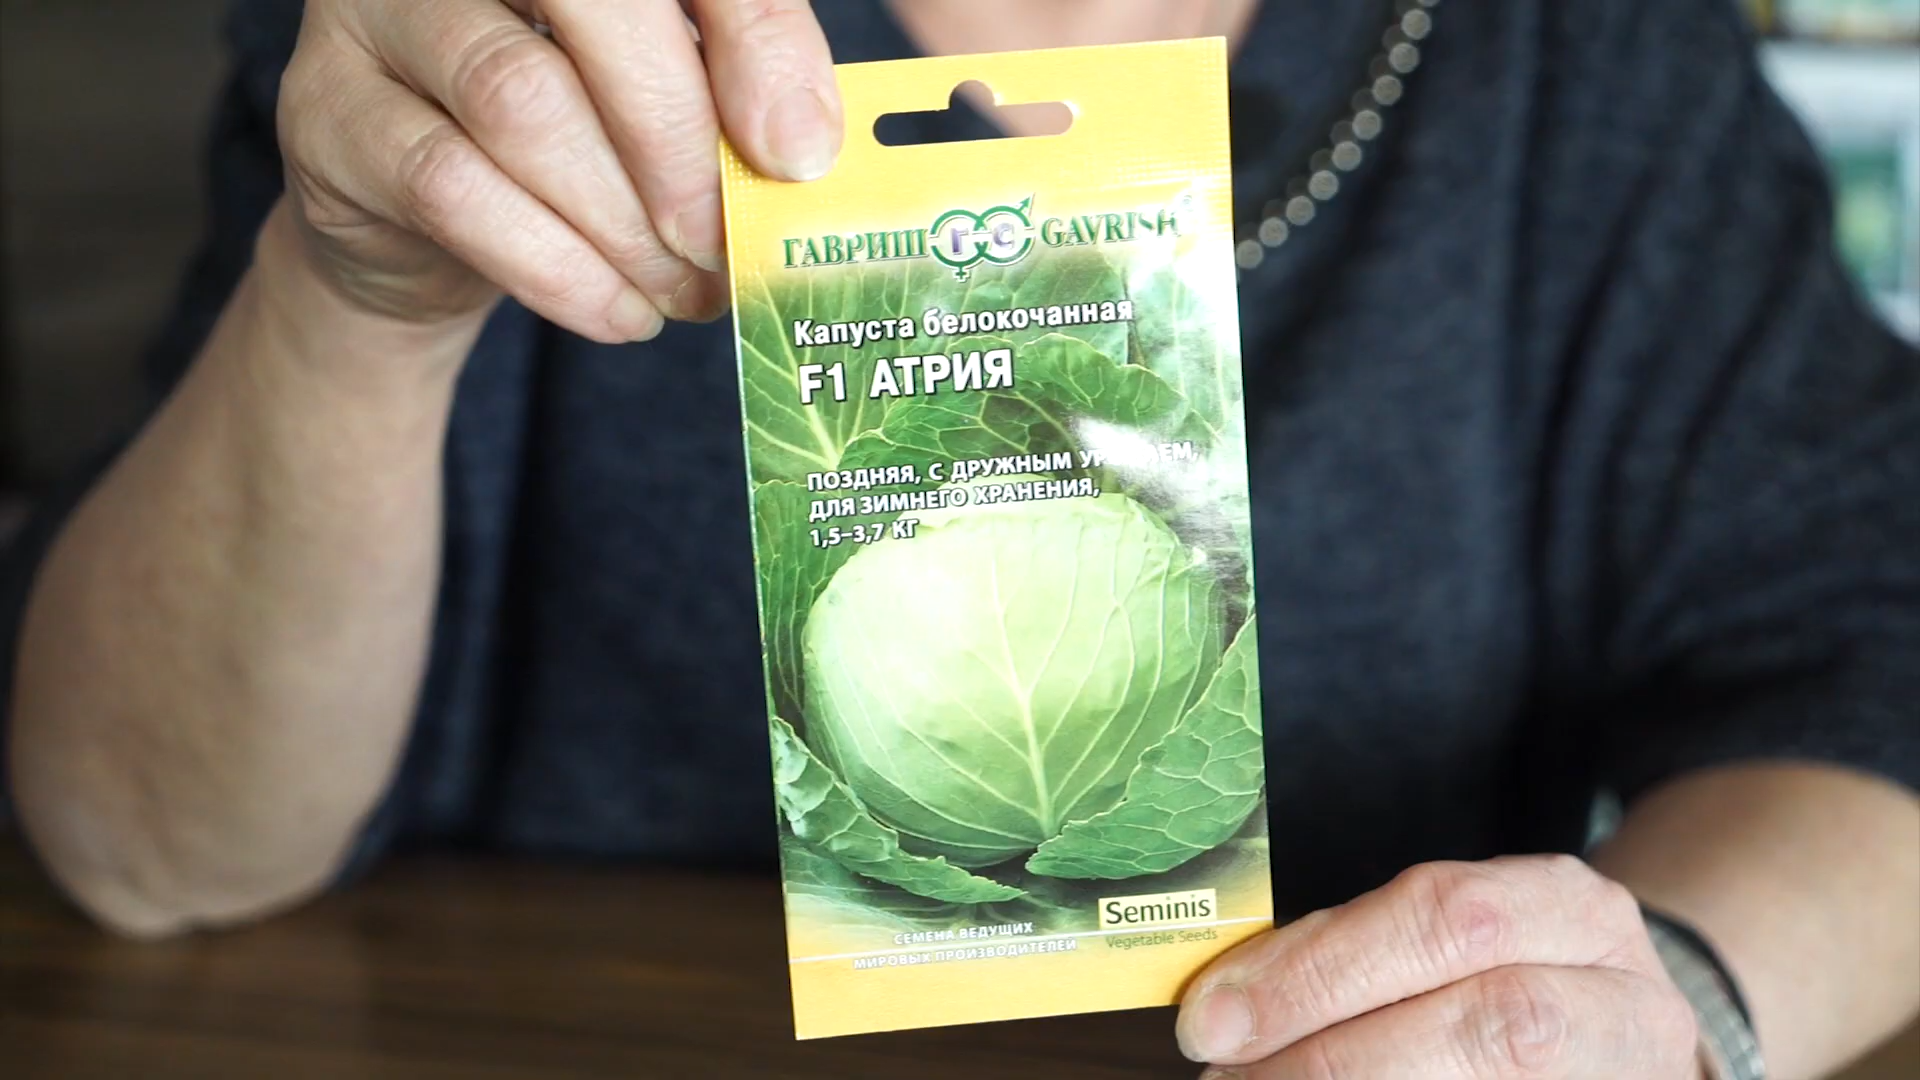 ГАВРИШ ГС GAVRISH
Капуста белокочанная
F1 АТРИЯ
ПОЗДНЯЯ, С ДРУЖНЫМ
ДЛЯ ЗИМНЕГО ХРАНЕНИЯ,
1,5-3,7 КГ
Seminis
Vegetable Seeds
СЕМЕНА ВЕДУЩИХ
МИРОВЫХ ПРОИЗВОДИТЕЛЕЙ